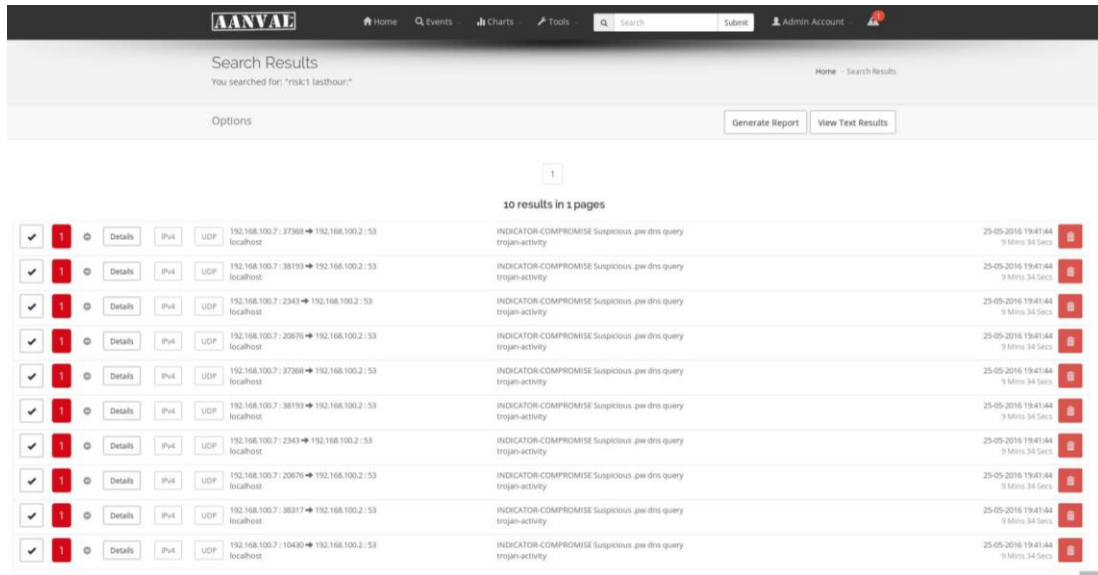 AANVAL
Home Events Charts Tools Search Submit Admin Account 1
Search Results
You searched for: "risk:1 lasthour:"
Home - Search Results
Options
Generate Report View Text Results
1
10 results in 1 pages
1 Details IPv4 UDP 192.168.100.7 : 37368 ➔ 192.168.100.2 : 53 INDICATOR-COMPROMISE Suspicious .pw dns query 25-05-2016 19:41:44
localhost trojan-activity 9 Mins 34 Secs
1 Details IPv4 UDP 192.168.100.7 : 38193 ➔ 192.168.100.2 : 53 INDICATOR-COMPROMISE Suspicious .pw dns query 25-05-2016 19:41:44
localhost trojan-activity 9 Mins 34 Secs
1 Details IPv4 UDP 192.168.100.7 : 2343 ➔ 192.168.100.2 : 53 INDICATOR-COMPROMISE Suspicious .pw dns query 25-05-2016 19:41:44
localhost trojan-activity 9 Mins 34 Secs
1 Details IPv4 UDP 192.168.100.7 : 20676 ➔ 192.168.100.2 : 53 INDICATOR-COMPROMISE Suspicious .pw dns query 25-05-2016 19:41:44
localhost trojan-activity 9 Mins 34 Secs
1 Details IPv4 UDP 192.168.100.7 : 37368 ➔ 192.168.100.2 : 53 INDICATOR-COMPROMISE Suspicious .pw dns query 25-05-2016 19:41:44
localhost trojan-activity 9 Mins 34 Secs
1 Details IPv4 UDP 192.168.100.7 : 38193 ➔ 192.168.100.2 : 53 INDICATOR-COMPROMISE Suspicious .pw dns query 25-05-2016 19:41:44
localhost trojan-activity 9 Mins 34 Secs
1 Details IPv4 UDP 192.168.100.7 : 2343 ➔ 192.168.100.2 : 53 INDICATOR-COMPROMISE Suspicious .pw dns query 25-05-2016 19:41:44
localhost trojan-activity 9 Mins 34 Secs
1 Details IPv4 UDP 192.168.100.7 : 20676 ➔ 192.168.100.2 : 53 INDICATOR-COMPROMISE Suspicious .pw dns query 25-05-2016 19:41:44
localhost trojan-activity 9 Mins 34 Secs
1 Details IPv4 UDP 192.168.100.7 : 38317 ➔ 192.168.100.2 : 53 INDICATOR-COMPROMISE Suspicious .pw dns query 25-05-2016 19:41:44
localhost trojan-activity 9 Mins 34 Secs
1 Details IPv4 UDP 192.168.100.7 : 10430 ➔ 192.168.100.2 : 53 INDICATOR-COMPROMISE Suspicious .pw dns query 25-05-2016 19:41:44
localhost trojan-activity 9 Mins 34 Secs